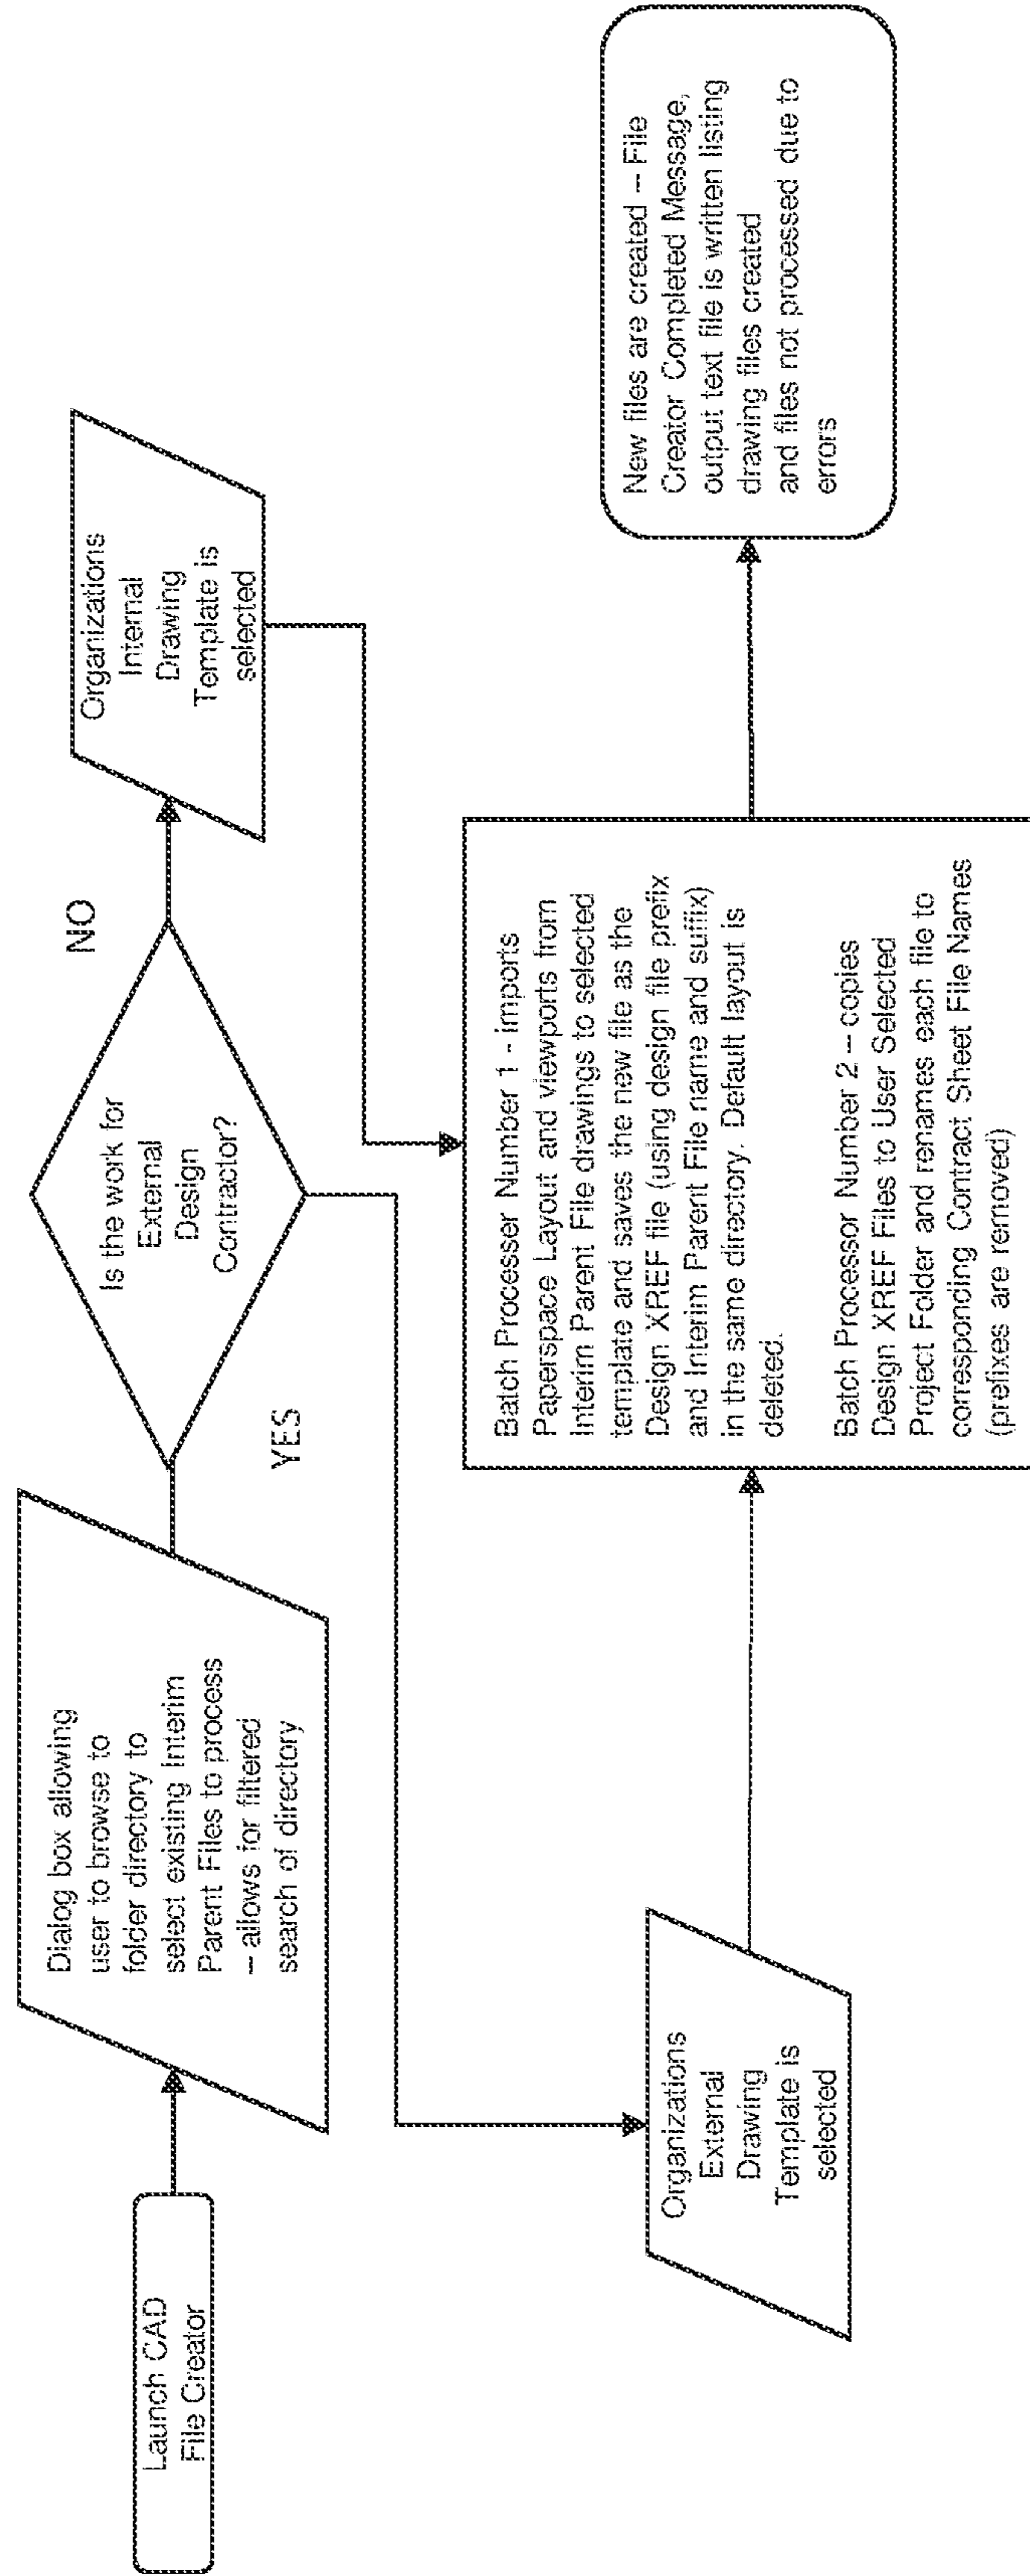 Launch CAD
File Creator
Dialog box allowing
user to browse to
folder directory to
select existing Interim
Parent Files to process
– allows for filtered
search of directory
Is the work for
External
Design
Contractor?
NO
YES
Organizations
Internal
Drawing
Template is
selected
Organizations
External
Drawing
Template is
selected
Batch Processer Number 1 - imports
Paperspace Layout and viewports from
Interim Parent File drawings to selected
template and saves the new file as the
Design XREF file (using design file prefix
and Interim Parent File name and suffix)
in the same directory. Default layout is
deleted.
Batch Processor Number 2 – copies
Design XREF Files to User Selected
Project Folder and renames each file to
corresponding Contract Sheet File Names
(prefixes are removed)
New files are created – File
Creator Completed Message,
output text file is written listing
drawing files created
and files not processed due to
errors